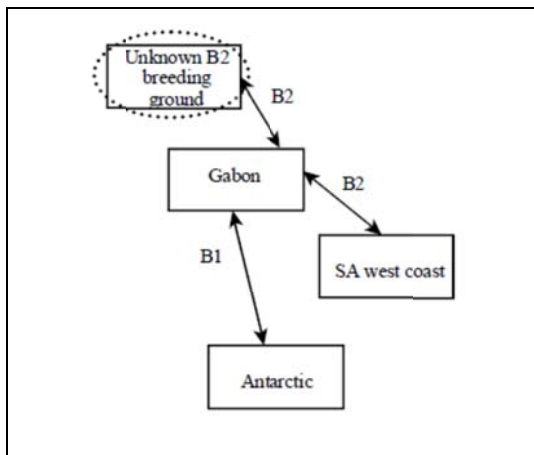 Unknown B2
breeding
ground
B2
Gabon
B2
SA west coast
B1
Antarctic